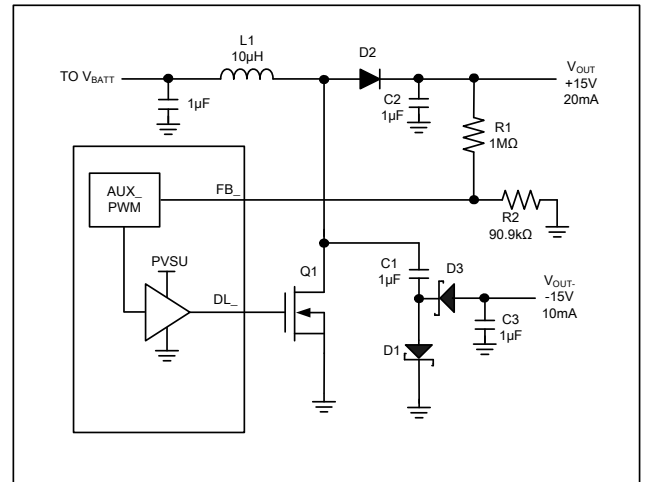 L1
10µH
D2
TO VBATT
1µF
C2
1µF
VOUT
+15V
20mA
R1
1MΩ
AUX_
PWM
FB_
R2
90.9kΩ
PVSU
DL_
Q1
C1
1µF
D3
VOUT-
-15V
10mA
C3
1µF
D1